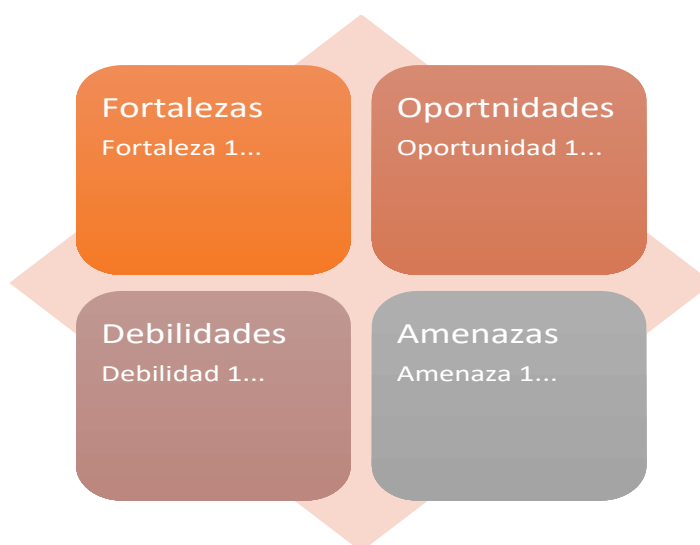 Fortalezas
Fortaleza 1...
Oportnidades
Oportunidad 1...
Debilidades
Debilidad 1...
Amenazas
Amenaza 1...